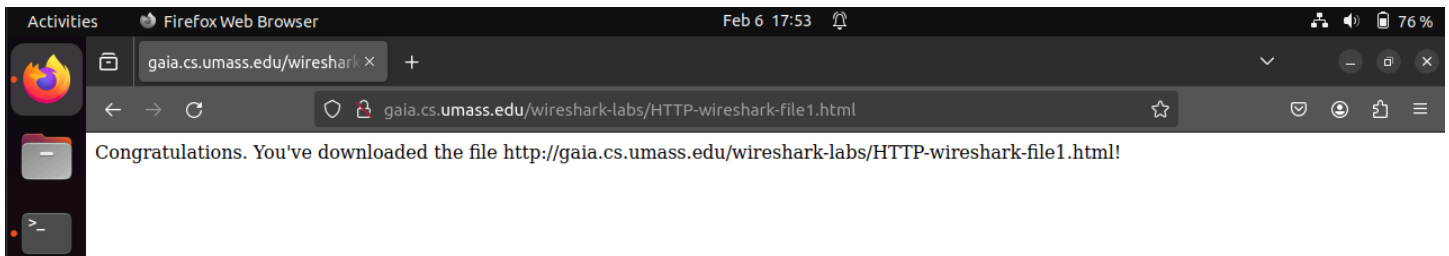 Activities Firefox Web Browser Feb 6 17:53 76 %
gaia.cs.umass.edu/wireshark
gaia.cs.umass.edu/wireshark-labs/HTTP-wireshark-file1.html
Congratulations. You've downloaded the file http://gaia.cs.umass.edu/wireshark-labs/HTTP-wireshark-file1.html!
>_